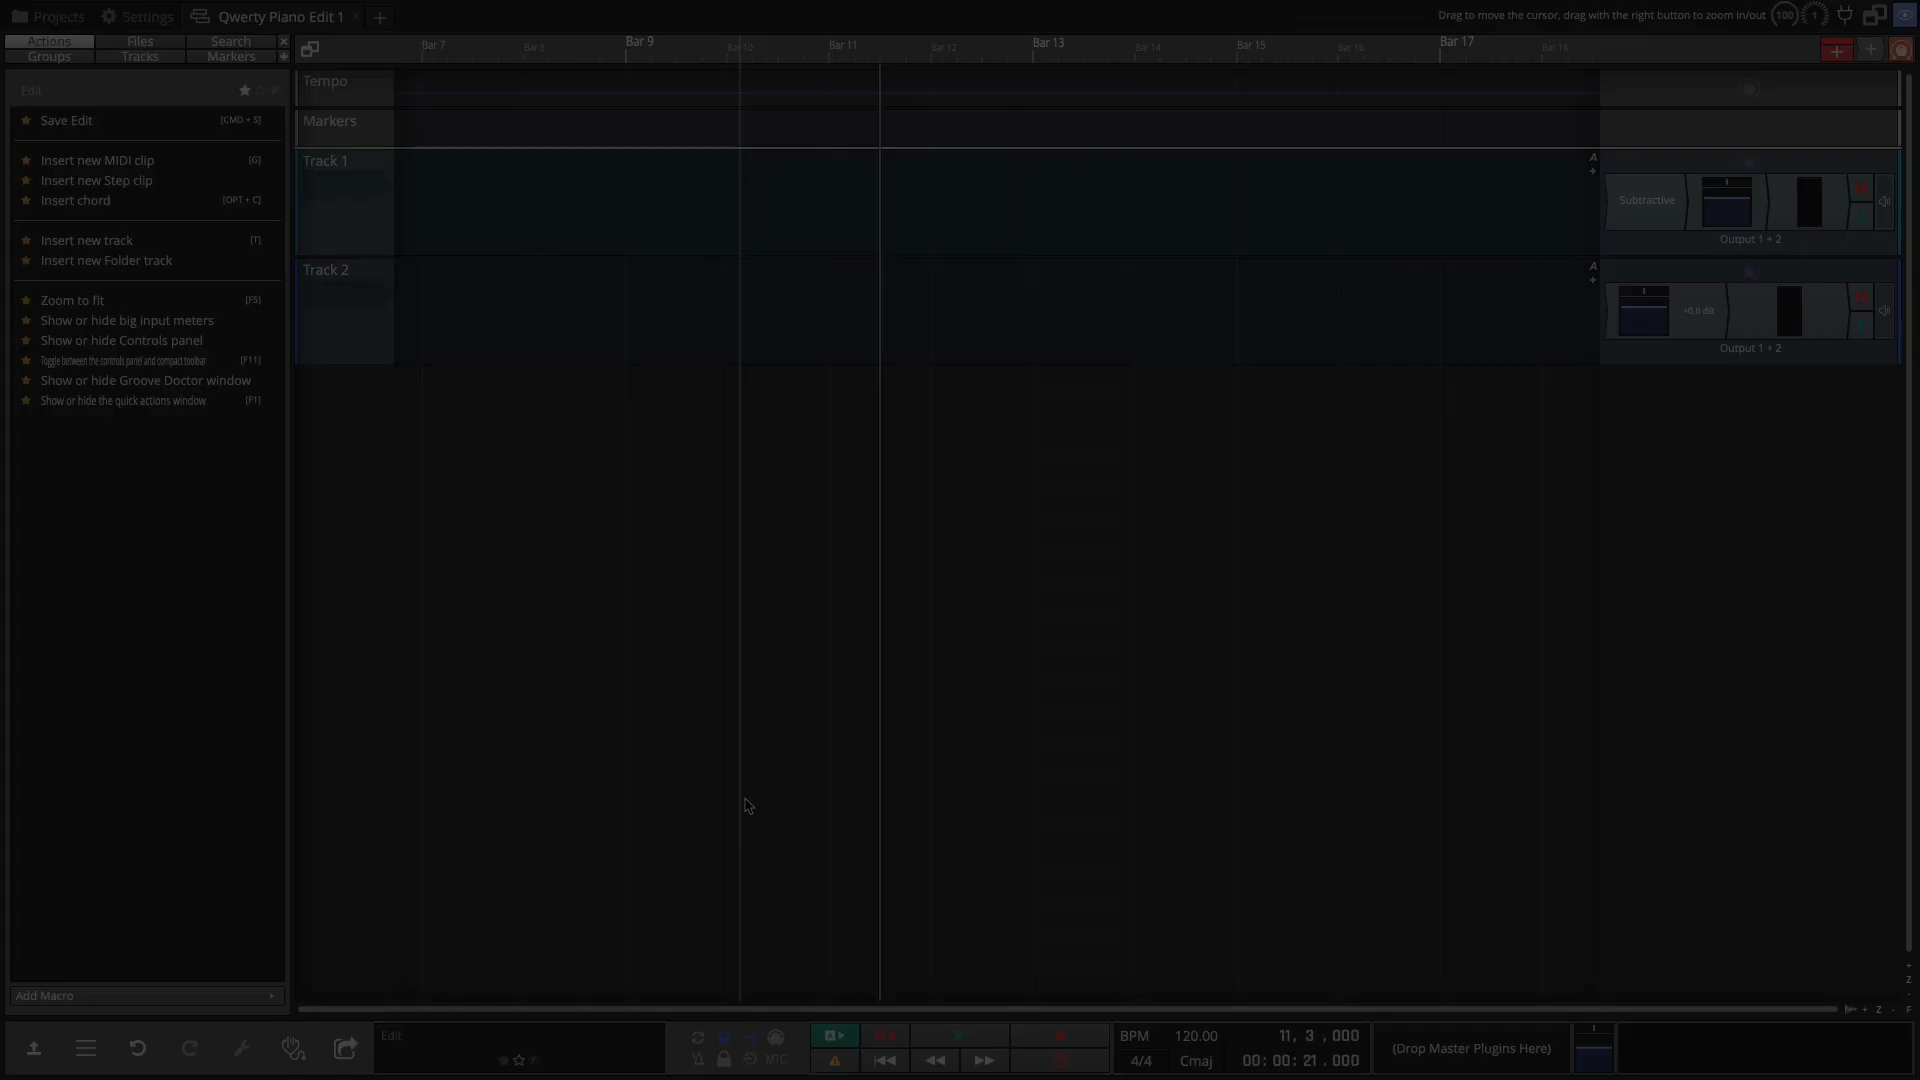 Projects Settings Qwerty Piano Edit 1 +
Drag to move the cursor, drag with the right button to zoom in/out 100 1
Actions Files Search
Groups Tracks Markers
Bar 7 Bar 8 Bar 9 Bar 10 Bar 11 Bar 12 Bar 13 Bar 14 Bar 15 Bar 16 Bar 17 Bar 18
Edit
Save Edit [CMD + S]
Insert new MIDI clip [G]
Insert new Step clip
Insert chord [OPT + C]
Insert new track [T]
Insert new Folder track
Zoom to fit [F5]
Show or hide big input meters
Show or hide Controls panel
Toggle between the controls panel and compact toolbar [F11]
Show or hide Groove Doctor window
Show or hide the quick actions window [F1]
Add Macro
Tempo
Markers
Track 1
A
+
Subtractive
M
S
Output 1 + 2
Track 2
A
+
+0.0 dB
M
S
Output 1 + 2
+
Z
-
+ Z - F
Edit
MTC
A
BPM 120.00 11, 3 ,000
4/4 Cmaj 00: 00: 21 .000
(Drop Master Plugins Here)